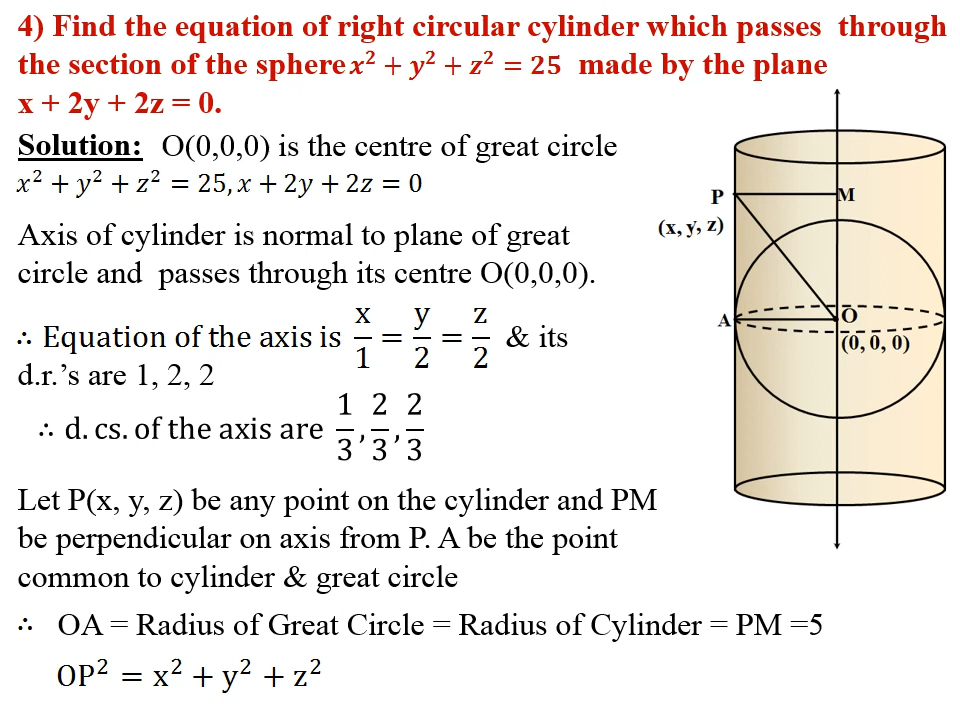 4) Find the equation of right circular cylinder which passes through
the section of the sphere x² + y² + z² = 25 made by the plane
x + 2y + 2z = 0.
Solution: O(0,0,0) is the centre of great circle
x² + y² + z² = 25, x + 2y + 2z = 0
Axis of cylinder is normal to plane of great
circle and passes through its centre O(0,0,0).
∴ Equation of the axis is x/1 = y/2 = z/2 & its
d.r.’s are 1, 2, 2
∴ d. cs. of the axis are 1/3, 2/3, 2/3
Let P(x, y, z) be any point on the cylinder and PM
be perpendicular on axis from P. A be the point
common to cylinder & great circle
∴ OA = Radius of Great Circle = Radius of Cylinder = PM =5
OP² = x² + y² + z²
P
M
(x, y, z)
A
O
(0, 0, 0)